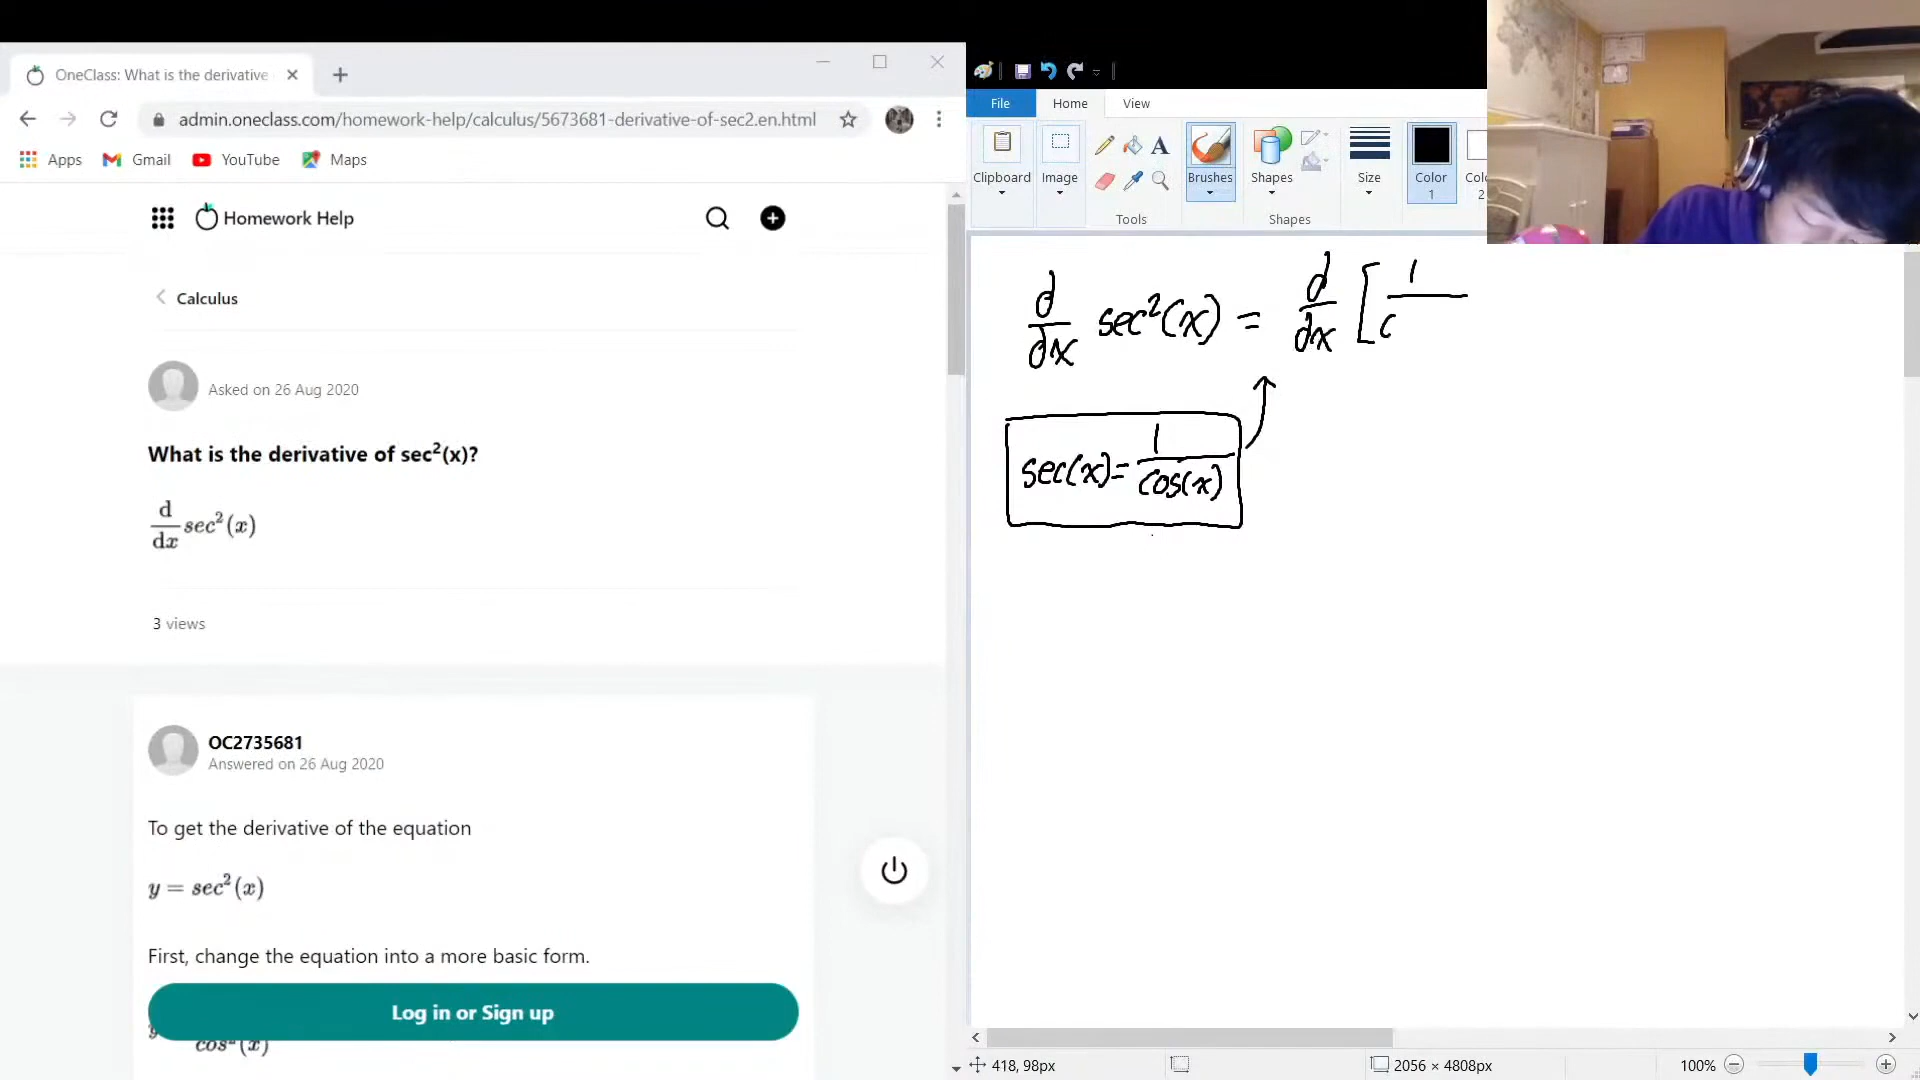 OneClass: What is the derivative
admin.oneclass.com/homework-help/calculus/5673681-derivative-of-sec2.en.html
Apps Gmail YouTube Maps
Homework Help
Calculus
Asked on 26 Aug 2020
What is the derivative of sec²(x)?
d/dx sec²(x)
3 views
OC2735681
Answered on 26 Aug 2020
To get the derivative of the equation
y = sec²(x)
First, change the equation into a more basic form.
Log in or Sign up
cos²(x)
File Home View
Clipboard Image Brushes Shapes Size Color 1
2
Tools Shapes
d/dx sec²(x) = d/dx [ 1/c
sec(x) = 1/cos(x)
418, 98px 2056 × 4808px 100%